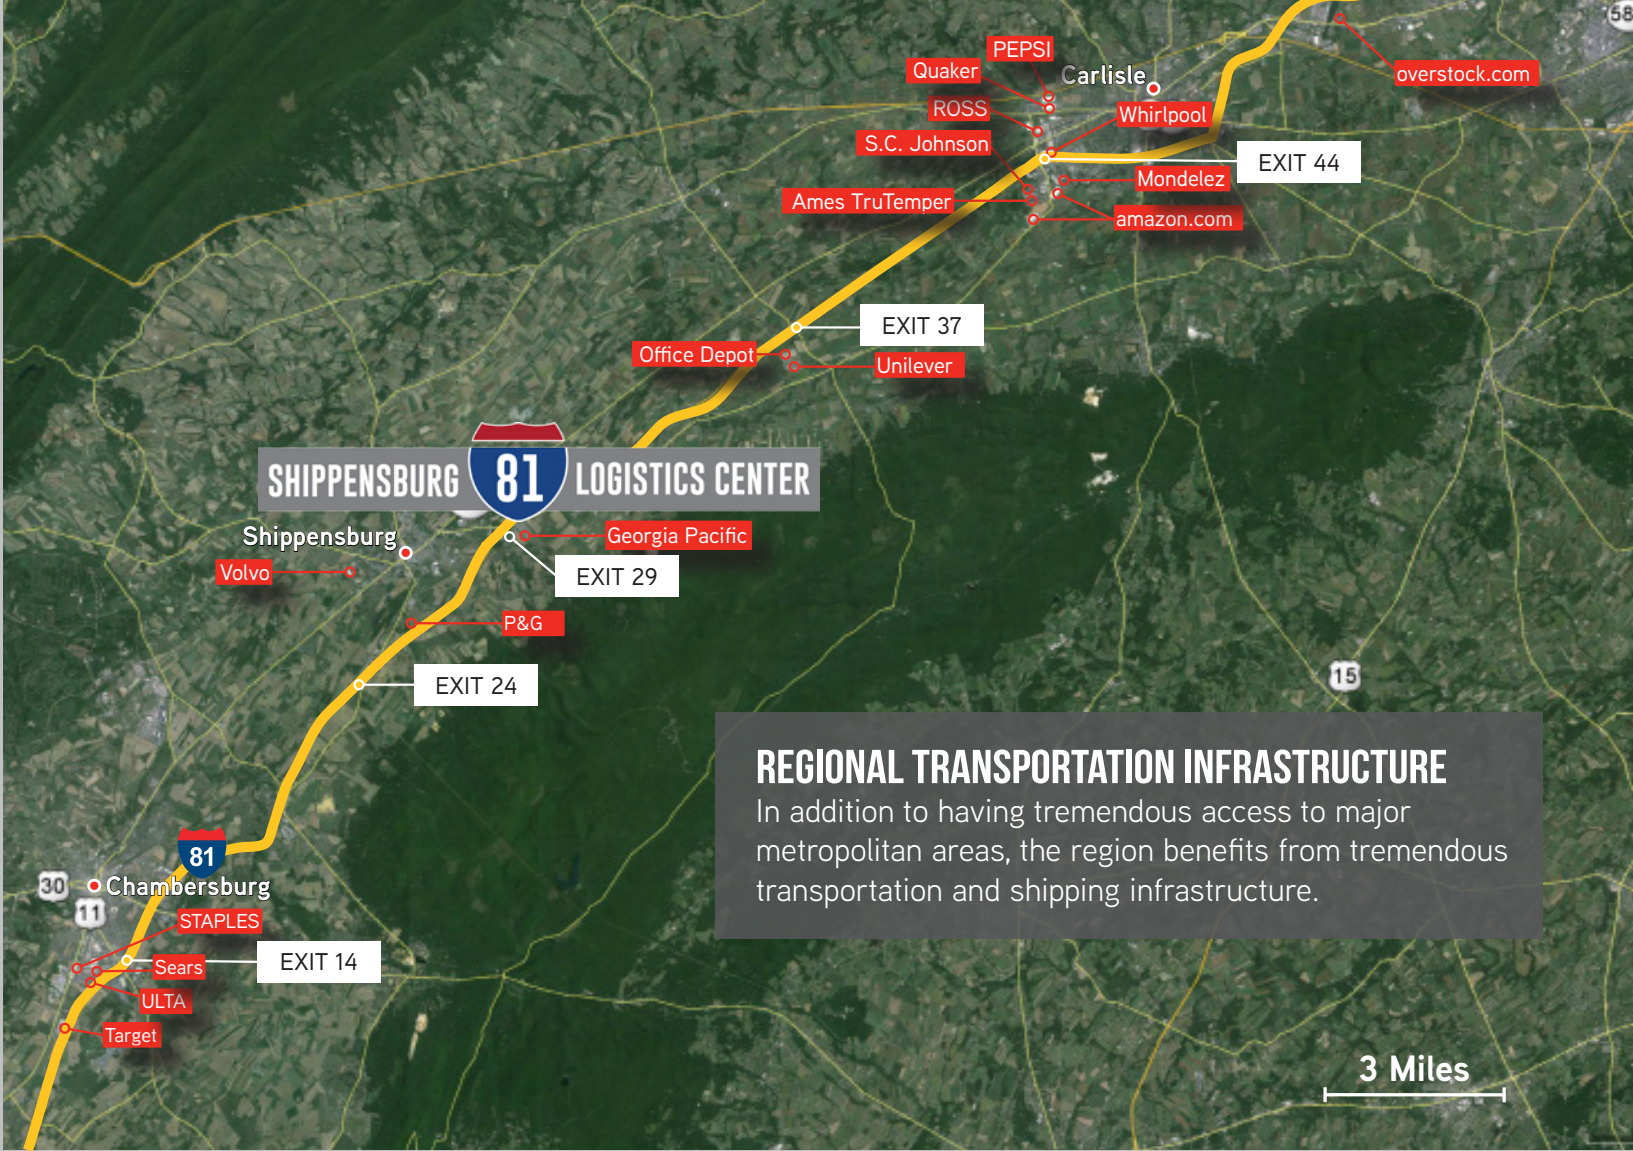 58
PEPSI
Quaker
Carlisle
overstock.com
ROSS
Whirlpool
S.C. Johnson
EXIT 44
Mondelez
Ames TruTemper
amazon.com
EXIT 37
Office Depot
Unilever
SHIPPENSBURG 81 LOGISTICS CENTER
Shippensburg
Georgia Pacific
Volvo
EXIT 29
P&G
EXIT 24
15
REGIONAL TRANSPORTATION INFRASTRUCTURE
In addition to having tremendous access to major
metropolitan areas, the region benefits from tremendous
transportation and shipping infrastructure.
81
30
Chambersburg
11
STAPLES
EXIT 14
Sears
ULTA
Target
3 Miles